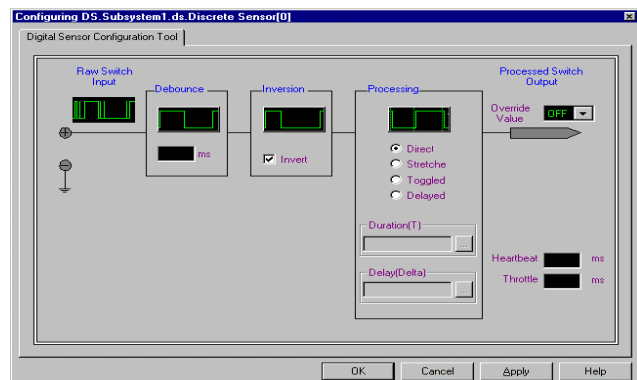 Configuring DS.Subsystem1.ds.Discrete Sensor[0]
Digital Sensor Configuration Tool
Raw Switch
Input
Debounce
ms
Inversion
Invert
Processing
Direct
Stretche
Toggled
Delayed
Duration(T)
...
Delay(Delta)
...
Processed Switch
Output
Override
Value
OFF
Heartbeat
ms
Throttle
ms
OK
Cancel
Apply
Help